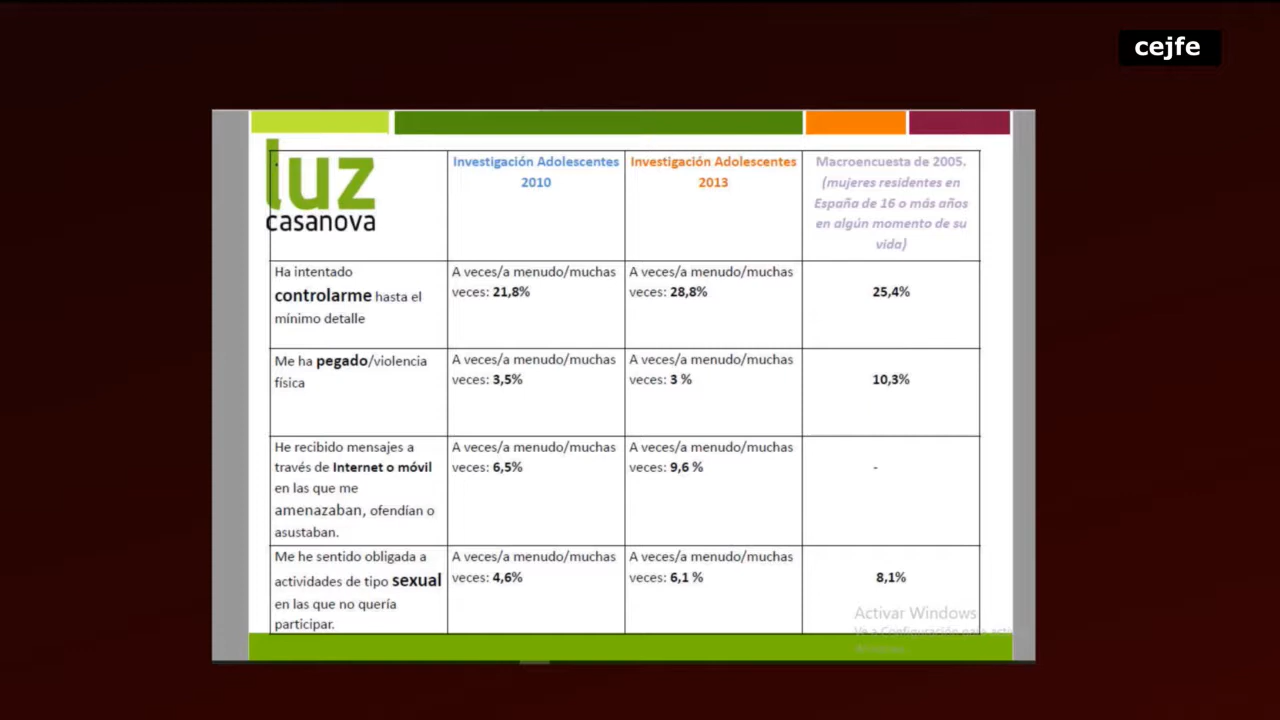 cejfe
luz
casanova
Investigación Adolescentes
2010
Investigación Adolescentes
2013
Macroencuesta de 2005.
(mujeres residentes en
España de 16 o más años
en algún momento de su
vida)
Ha intentado
controlarme hasta el
mínimo detalle
A veces/a menudo/muchas
veces: 21,8%
A veces/a menudo/muchas
veces: 28,8%
25,4%
Me ha pegado/violencia
física
A veces/a menudo/muchas
veces: 3,5%
A veces/a menudo/muchas
veces: 3 %
10,3%
He recibido mensajes a
través de Internet o móvil
en las que me
amenazaban, ofendían o
asustaban.
A veces/a menudo/muchas
veces: 6,5%
A veces/a menudo/muchas
veces: 9,6 %
-
Me he sentido obligada a
actividades de tipo sexual
en las que no quería
participar.
A veces/a menudo/muchas
veces: 4,6%
A veces/a menudo/muchas
veces: 6,1 %
8,1%
Activar Windows
Ve a Configuración para